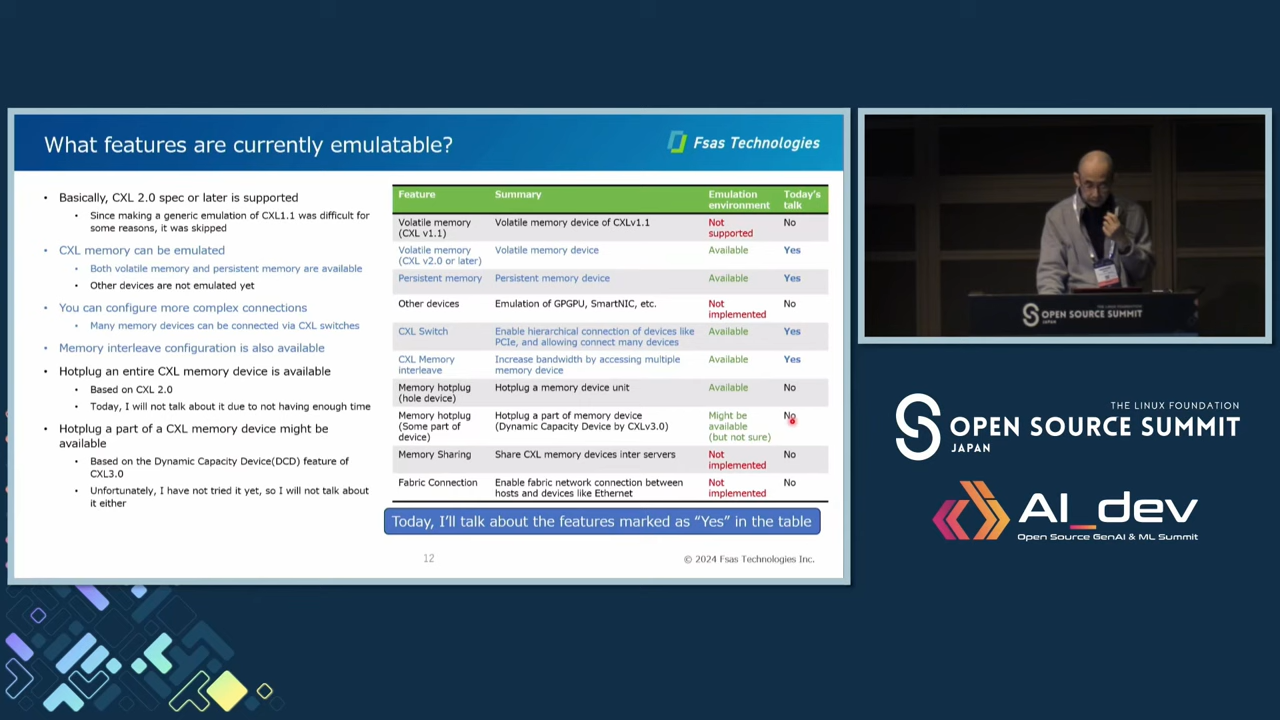 What features are currently emulatable?
Fsas Technologies
• Basically, CXL 2.0 spec or later is supported
• Since making a generic emulation of CXL1.1 was difficult for
some reasons, it was skipped
• CXL memory can be emulated
• Both volatile memory and persistent memory are available
• Other devices are not emulated yet
• You can configure more complex connections
• Many memory devices can be connected via CXL switches
• Memory interleave configuration is also available
• Hotplug an entire CXL memory device is available
• Based on CXL 2.0
• Today, I will not talk about it due to not having enough time
• Hotplug a part of a CXL memory device might be
available
• Based on the Dynamic Capacity Device(DCD) feature of
CXL3.0
• Unfortunately, I have not tried it yet, so I will not talk about
it either
Feature Summary Emulation environment Today's talk
Volatile memory (CXL v1.1) Volatile memory device of CXLv1.1 Not supported No
Volatile memory (CXL v2.0 or later) Volatile memory device Available Yes
Persistent memory Persistent memory device Available Yes
Other devices Emulation of GPGPU, SmartNIC, etc. Not implemented No
CXL Switch Enable hierarchical connection of devices like PCIe, and allowing connect many devices Available Yes
CXL Memory interleave Increase bandwidth by accessing multiple memory device Available Yes
Memory hotplug (hole device) Hotplug a memory device unit Available No
Memory hotplug (Some part of device) Hotplug a part of memory device (Dynamic Capacity Device by CXLv3.0) Might be available (but not sure) No
Memory Sharing Share CXL memory devices inter servers Not implemented No
Fabric Connection Enable fabric network connection between hosts and devices like Ethernet Not implemented No
Today, I'll talk about the features marked as "Yes" in the table
12
© 2024 Fsas Technologies Inc.
THE LINUX FOUNDATION
OPEN SOURCE SUMMIT
JAPAN
THE LINUX FOUNDATION
OPEN SOURCE SUMMIT
JAPAN
AI_dev
Open Source GenAI & ML Summit